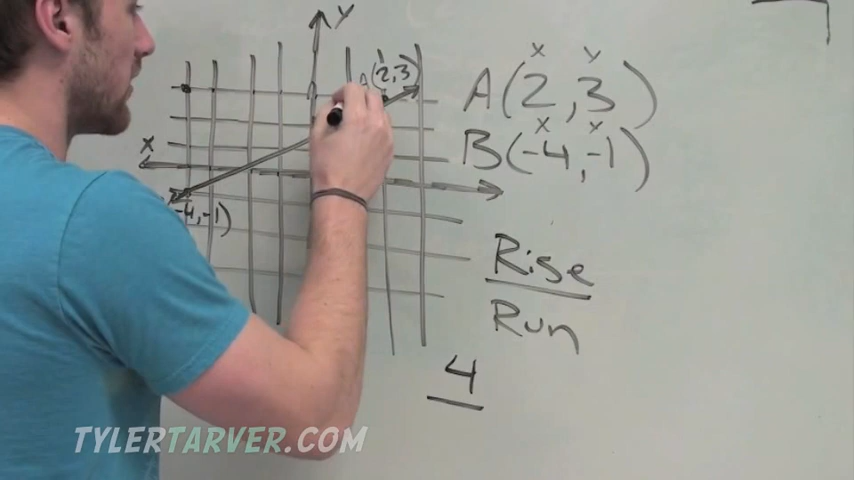 Y
A(2,3)
X
-4,-1)
x y
A(2,3)
x x
B(-4,-1)
Rise
Run
4
TYLERTARVER.COM